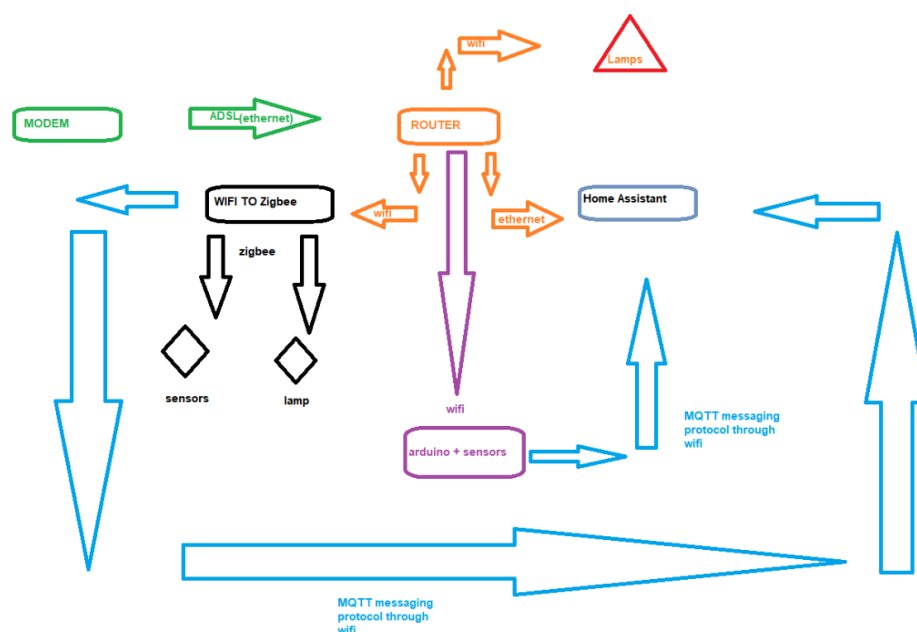 wifi
Lamps
MODEM
ADSL(ethernet)
ROUTER
WIFI TO Zigbee
wifi
ethernet
Home Assistant
zigbee
sensors
lamp
wifi
arduino + sensors
MQTT messaging
protocol through
wifi
MQTT messaging
protocol through
wifi